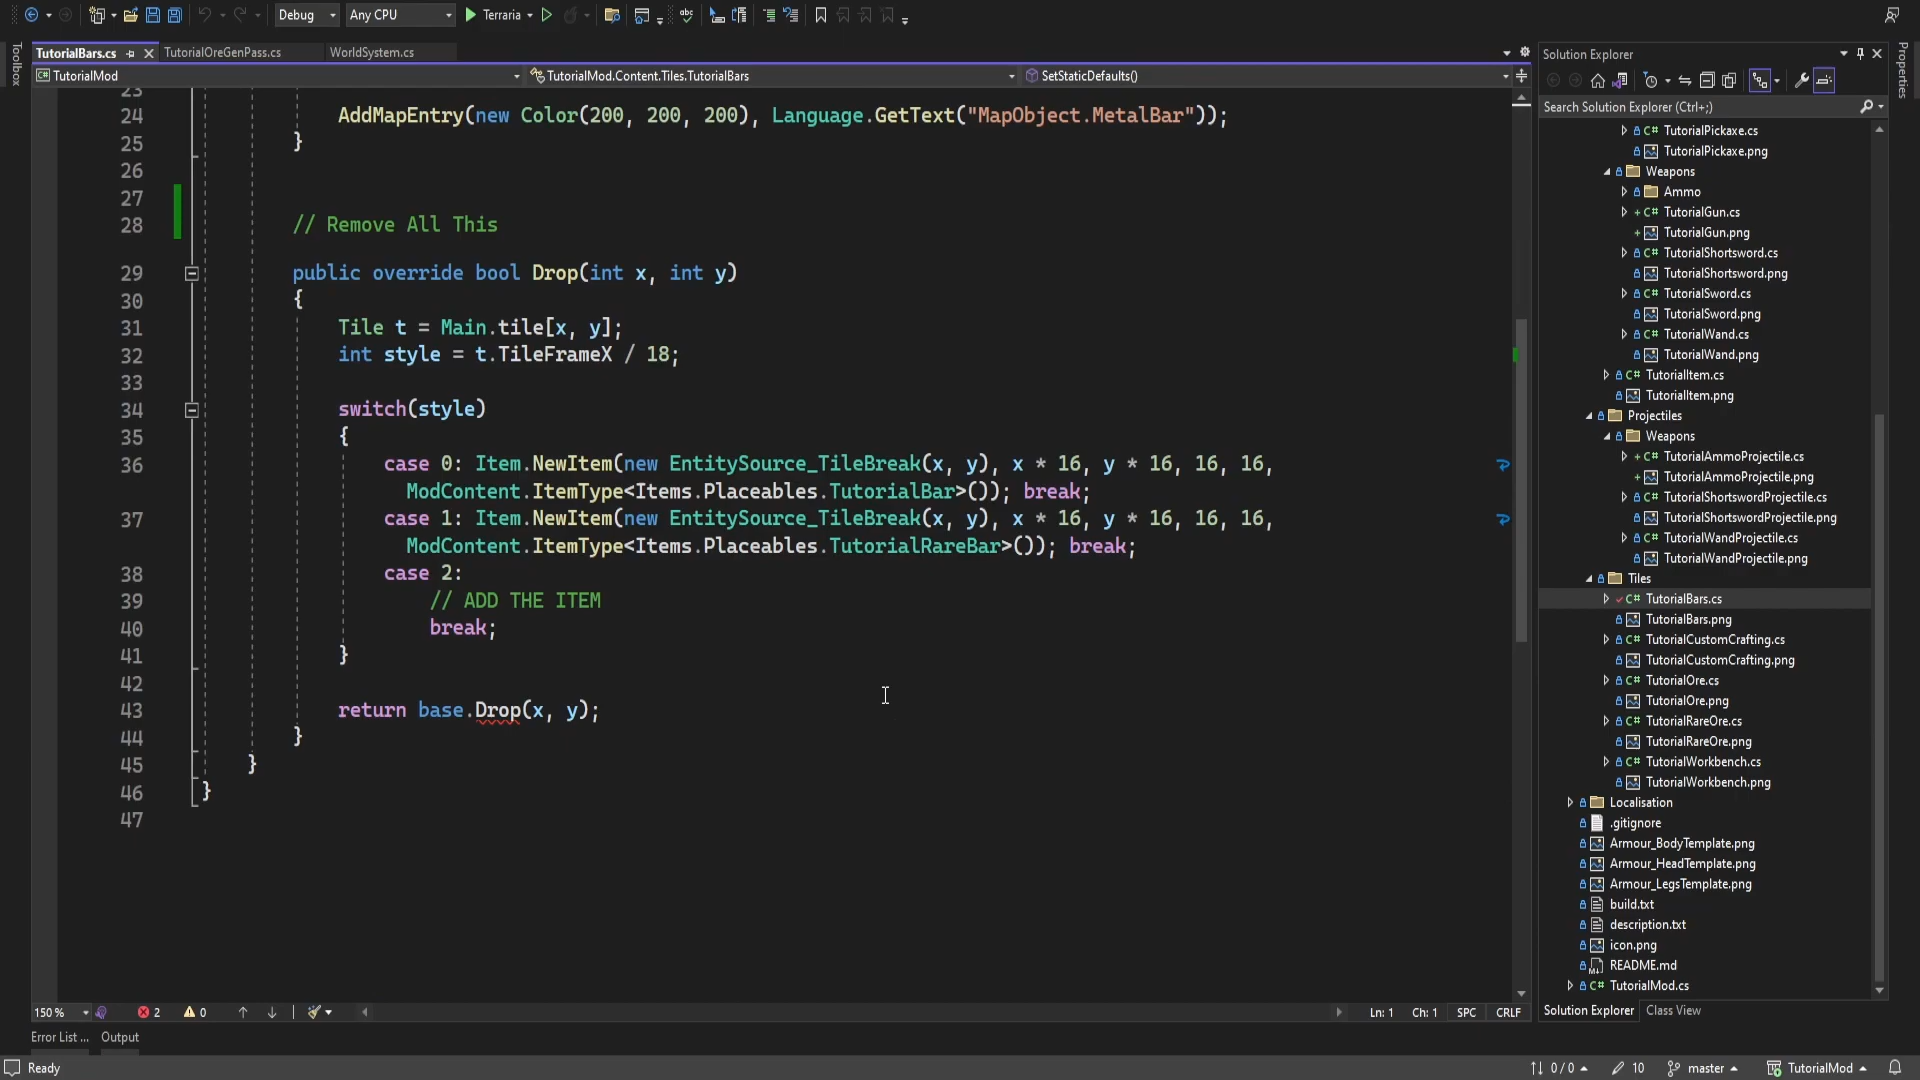 Debug
Any CPU
Terraria
Toolbox
TutorialBars.cs
TutorialOreGenPass.cs
WorldSystem.cs
TutorialMod
TutorialMod.Content.Tiles.TutorialBars
SetStaticDefaults()
23
24 AddMapEntry(new Color(200, 200, 200), Language.GetText("MapObject.MetalBar"));
25 }
26
27
28 // Remove All This
29 public override bool Drop(int x, int y)
30 {
31 Tile t = Main.tile[x, y];
32 int style = t.TileFrameX / 18;
33
34 switch(style)
35 {
36 case 0: Item.NewItem(new EntitySource_TileBreak(x, y), x * 16, y * 16, 16, 16,
ModContent.ItemType<Items.Placeables.TutorialBar>()); break;
37 case 1: Item.NewItem(new EntitySource_TileBreak(x, y), x * 16, y * 16, 16, 16,
ModContent.ItemType<Items.Placeables.TutorialRareBar>()); break;
38 case 2:
39 // ADD THE ITEM
40 break;
41 }
42
43 return base.Drop(x, y);
44 }
45 }
46 }
47
150 %
2
0
Ln: 1
Ch: 1
SPC
CRLF
Error List ...
Output
Ready
Solution Explorer
Search Solution Explorer (Ctrl+;)
C# TutorialPickaxe.cs
TutorialPickaxe.png
Weapons
Ammo
C# TutorialGun.cs
TutorialGun.png
C# TutorialShortsword.cs
TutorialShortsword.png
C# TutorialSword.cs
TutorialSword.png
C# TutorialWand.cs
TutorialWand.png
C# TutorialItem.cs
TutorialItem.png
Projectiles
Weapons
C# TutorialAmmoProjectile.cs
TutorialAmmoProjectile.png
C# TutorialShortswordProjectile.cs
TutorialShortswordProjectile.png
C# TutorialWandProjectile.cs
TutorialWandProjectile.png
Tiles
C# TutorialBars.cs
TutorialBars.png
C# TutorialCustomCrafting.cs
TutorialCustomCrafting.png
C# TutorialOre.cs
TutorialOre.png
C# TutorialRareOre.cs
TutorialRareOre.png
C# TutorialWorkbench.cs
TutorialWorkbench.png
Localisation
.gitignore
Armour_BodyTemplate.png
Armour_HeadTemplate.png
Armour_LegsTemplate.png
build.txt
description.txt
icon.png
README.md
C# TutorialMod.cs
Solution Explorer
Class View
Properties
0 / 0
10
master
TutorialMod